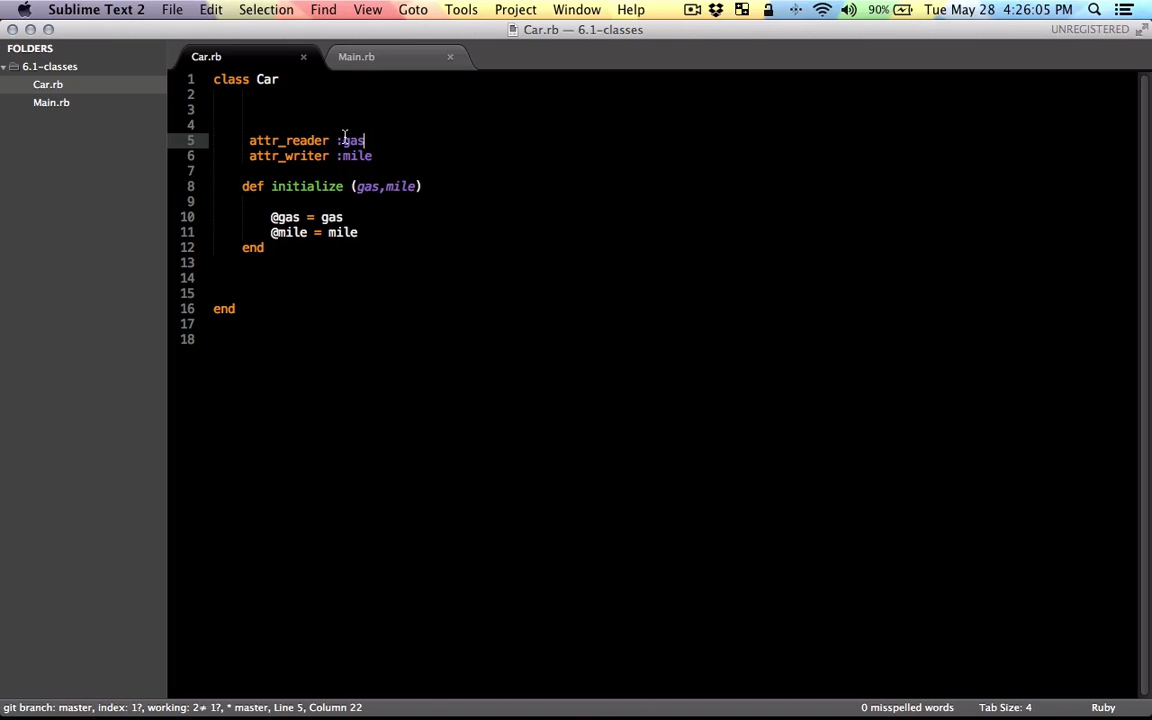 Sublime Text 2 File Edit Selection Find View Goto Tools Project Window Help 90% Tue May 28 4:26:05 PM
Car.rb — 6.1-classes UNREGISTERED
FOLDERS
6.1-classes
Car.rb
Main.rb
Car.rb × Main.rb ×
1 class Car
2
3
4
5 attr_reader :gas
6 attr_writer :mile
7
8 def initialize (gas,mile)
9
10 @gas = gas
11 @mile = mile
12 end
13
14
15
16 end
17
18
git branch: master, index: 1?, working: 2≠ 1?, * master, Line 5, Column 22 0 misspelled words Tab Size: 4 Ruby